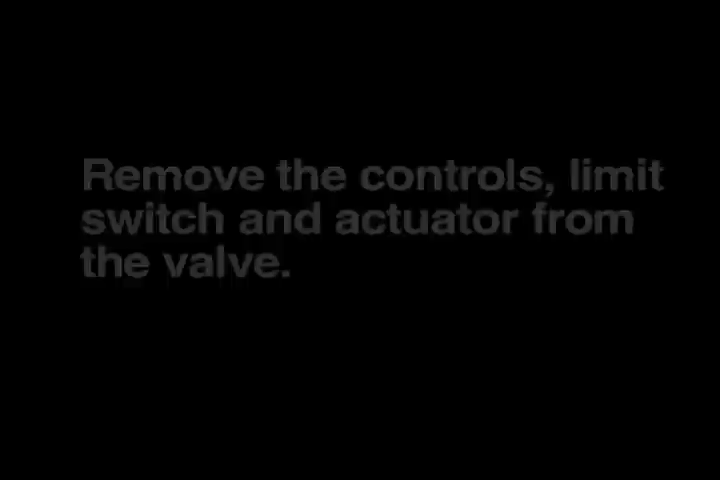 Remove the controls, limit
switch and actuator from
the valve.